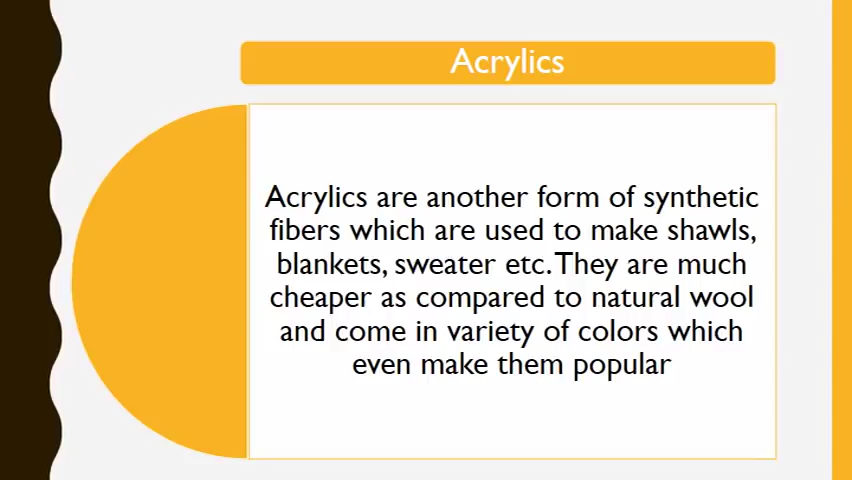 Acrylics
Acrylics are another form of synthetic
fibers which are used to make shawls,
blankets, sweater etc. They are much
cheaper as compared to natural wool
and come in variety of colors which
even make them popular